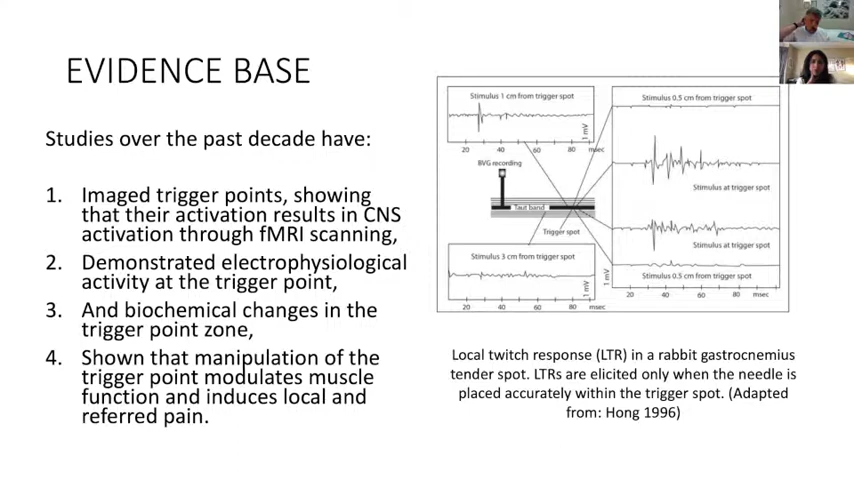 EVIDENCE BASE
Studies over the past decade have:
1. Imaged trigger points, showing
that their activation results in CNS
activation through fMRI scanning,
2. Demonstrated electrophysiological
activity at the trigger point,
3. And biochemical changes in the
trigger point zone,
4. Shown that manipulation of the
trigger point modulates muscle
function and induces local and
referred pain.
Stimulus 1 cm from trigger spot
1 mV
20 40 60 80 msec
BVG recording
Taut band
Trigger spot
Stimulus 3 cm from trigger spot
1 mV
20 40 60 80 msec
Stimulus 0.5 cm from trigger spot
Stimulus at trigger spot
Stimulus at trigger spot
Stimulus 0.5 cm from trigger spot
1 mV
20 40 60 80 msec
Local twitch response (LTR) in a rabbit gastrocnemius
tender spot. LTRs are elicited only when the needle is
placed accurately within the trigger spot. (Adapted
from: Hong 1996)